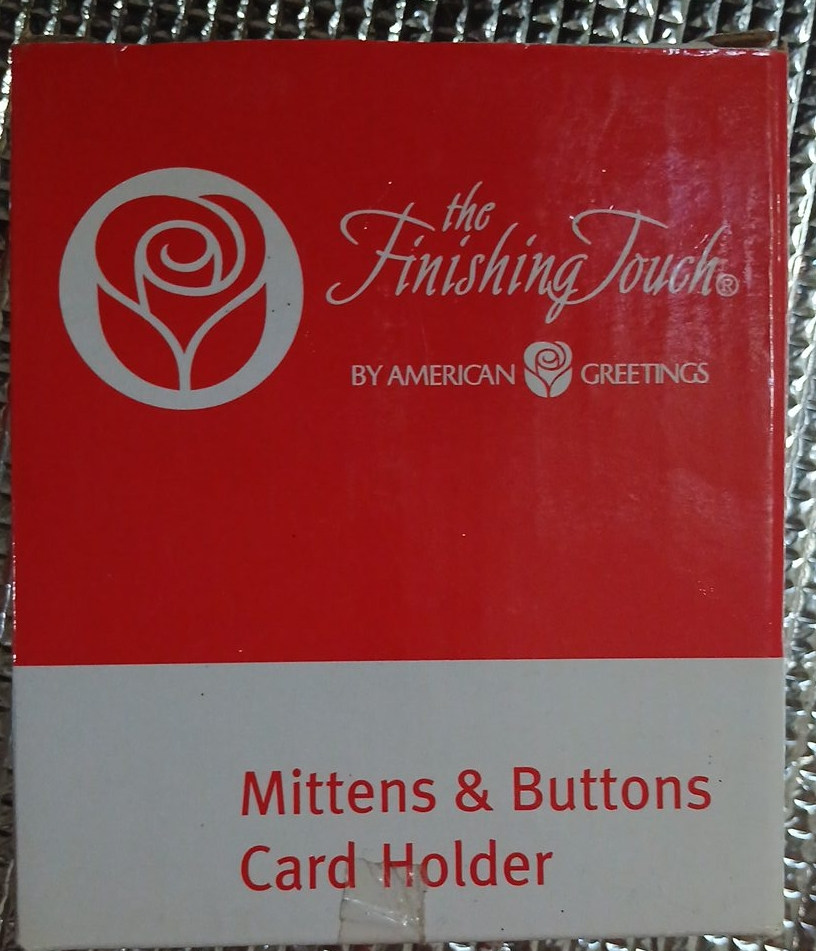 the
Finishing Touch®
BY AMERICAN GREETINGS
Mittens & Buttons
Card Holder